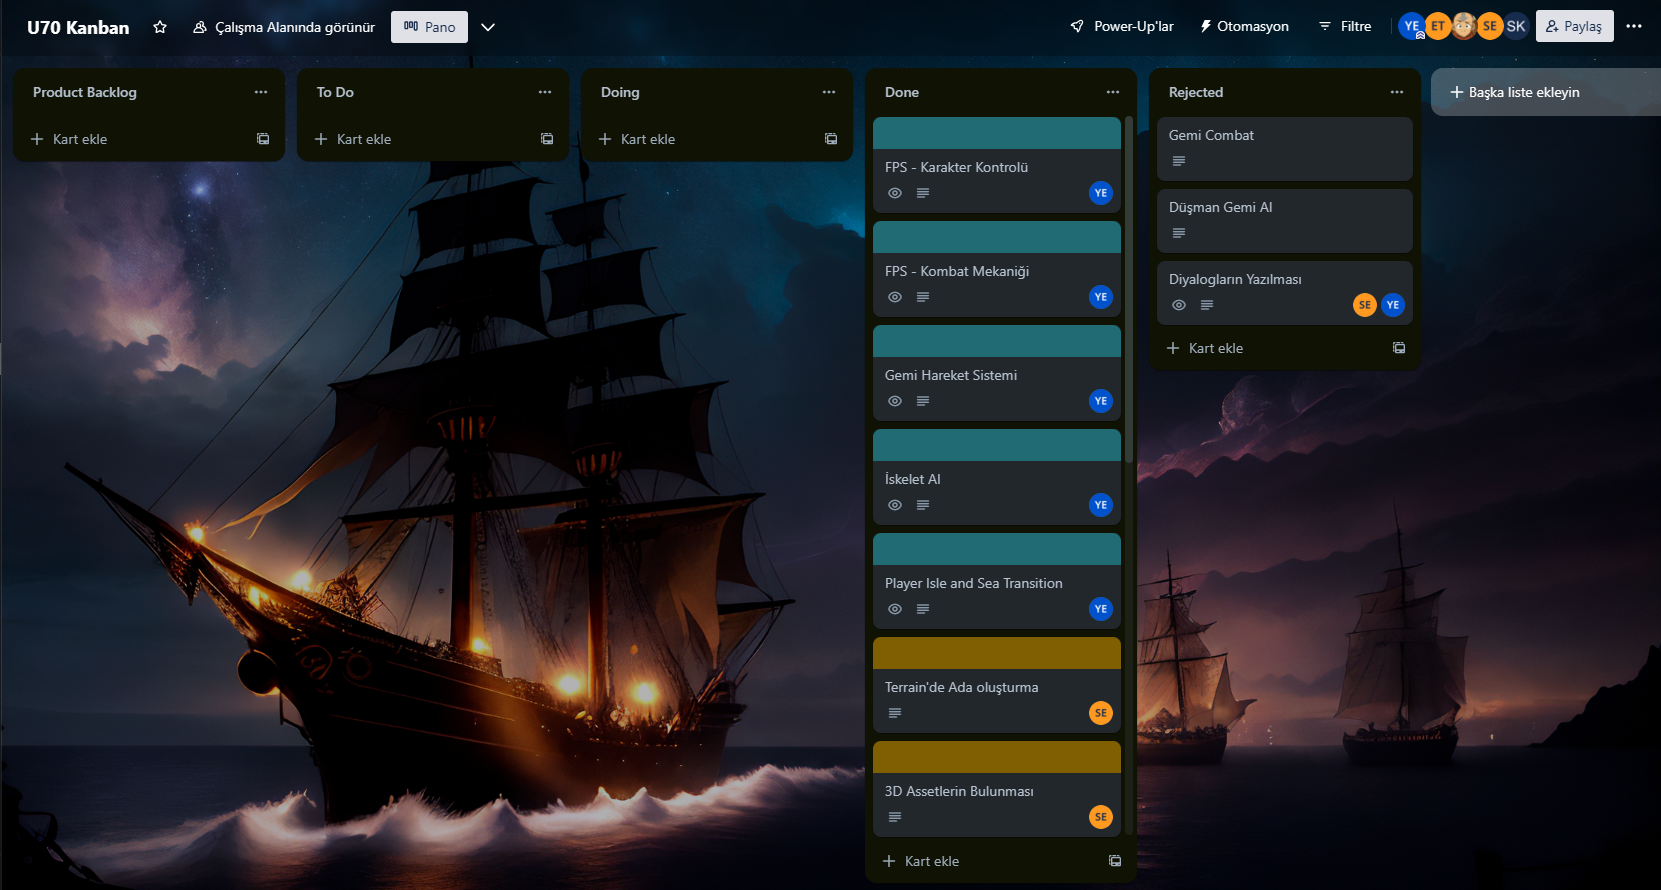 U70 Kanban
Çalışma Alanında görünür
Pano
Power-Up'lar
Otomasyon
Filtre
YE
ET
SE
SK
Paylaş
Product Backlog
Kart ekle
To Do
Kart ekle
Doing
Kart ekle
Done
FPS - Karakter Kontrolü
YE
FPS - Kombat Mekaniği
YE
Gemi Hareket Sistemi
YE
İskelet AI
YE
Player Isle and Sea Transition
YE
Terrain'de Ada oluşturma
SE
3D Assetlerin Bulunması
SE
Kart ekle
Rejected
Gemi Combat
Düşman Gemi AI
Diyalogların Yazılması
SE
YE
Kart ekle
Başka liste ekleyin